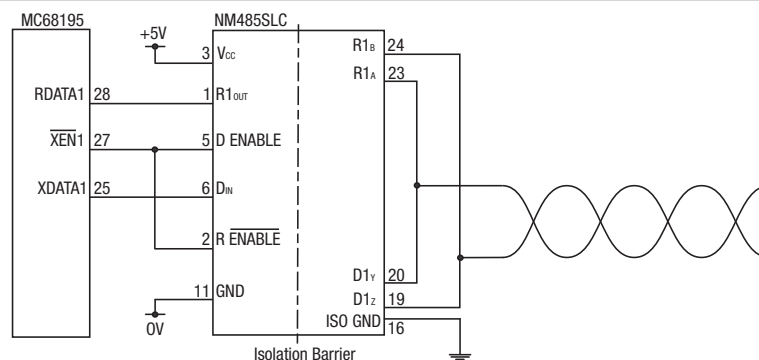 MC68195 NM485SLC
+5V
3 Vcc R1B 24
R1A 23
RDATA1 28 1 R1OUT
XEN1 27 5 D ENABLE
XDATA1 25 6 DIN
2 R ENABLE
11 GND D1Y 20
D1Z 19
0V ISO GND 16
Isolation Barrier